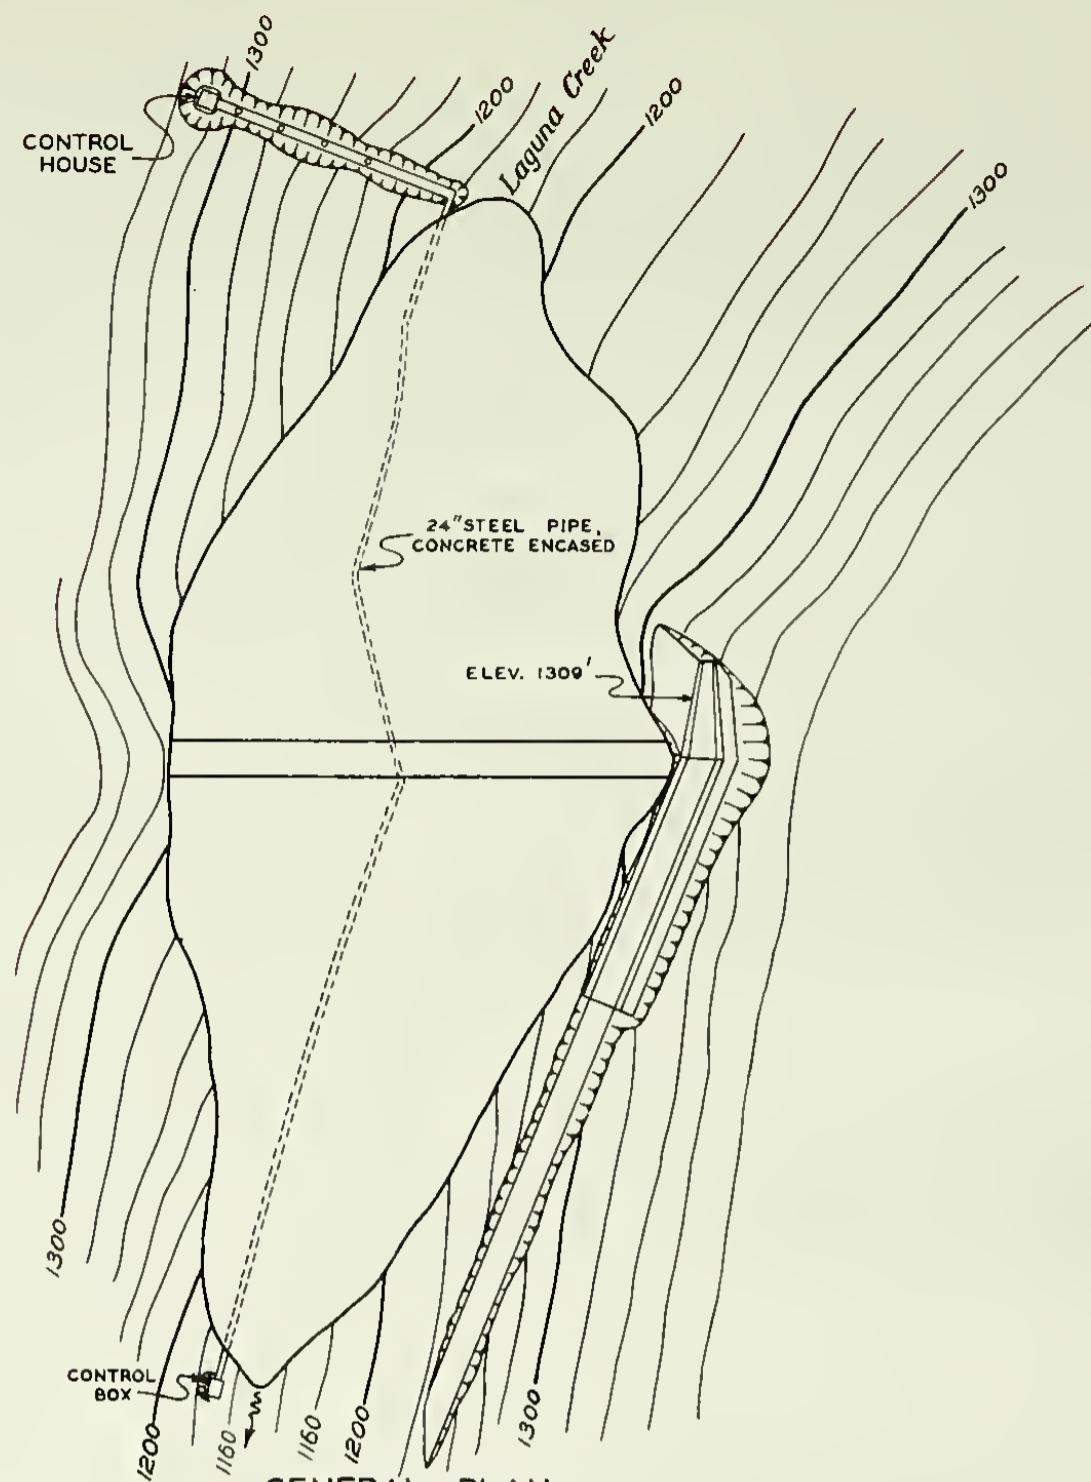 1300
Laguna Creek
1200
1200
CONTROL
HOUSE
1300
24" STEEL PIPE,
CONCRETE ENCASED
ELEV. 1309'
1300
CONTROL
BOX
1200
1160
1160
1200
1300
GENERAL PLAN